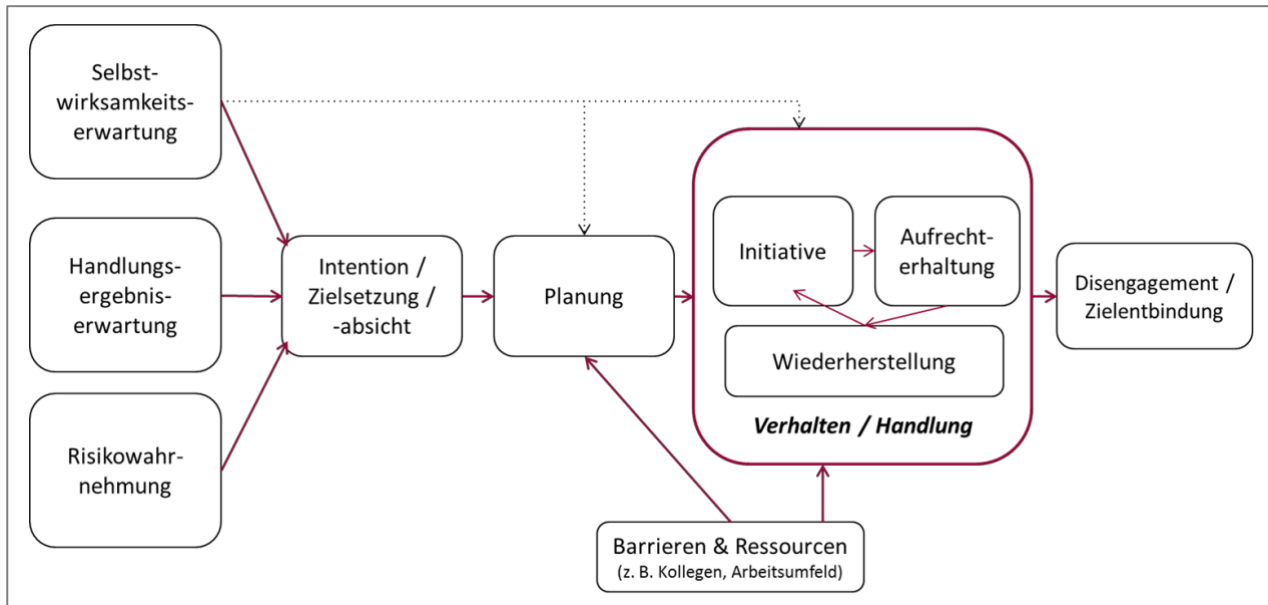 Selbst-
wirksamkeits-
erwartung
Handlungs-
ergebnis-
erwartung
Risikowahr-
nehmung
Intention /
Zielsetzung /
-absicht
Planung
Initiative
Aufrecht-
erhaltung
Wiederherstellung
Verhalten / Handlung
Disengagement /
Zielentbindung
Barrieren & Ressourcen
(z. B. Kollegen, Arbeitsumfeld)